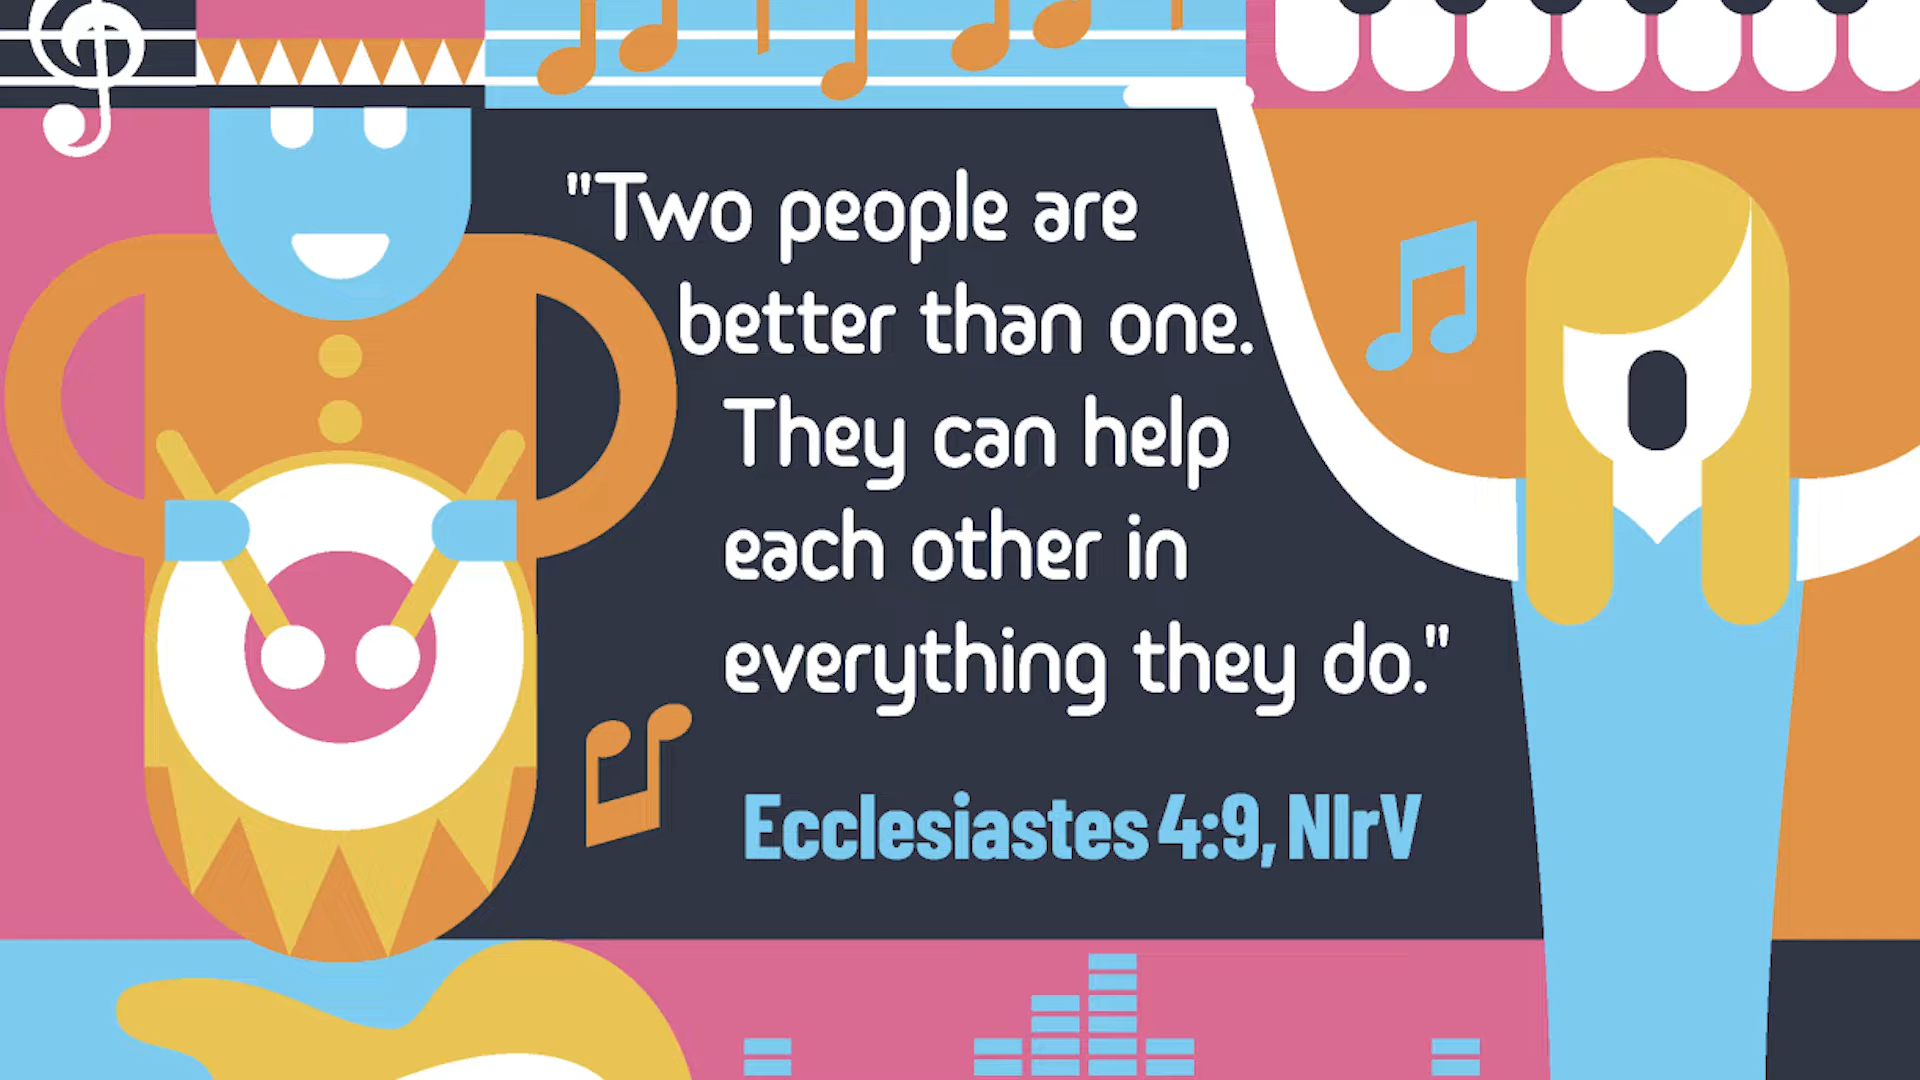 "Two people are
better than one.
They can help
each other in
everything they do."
Ecclesiastes 4:9, NIrV